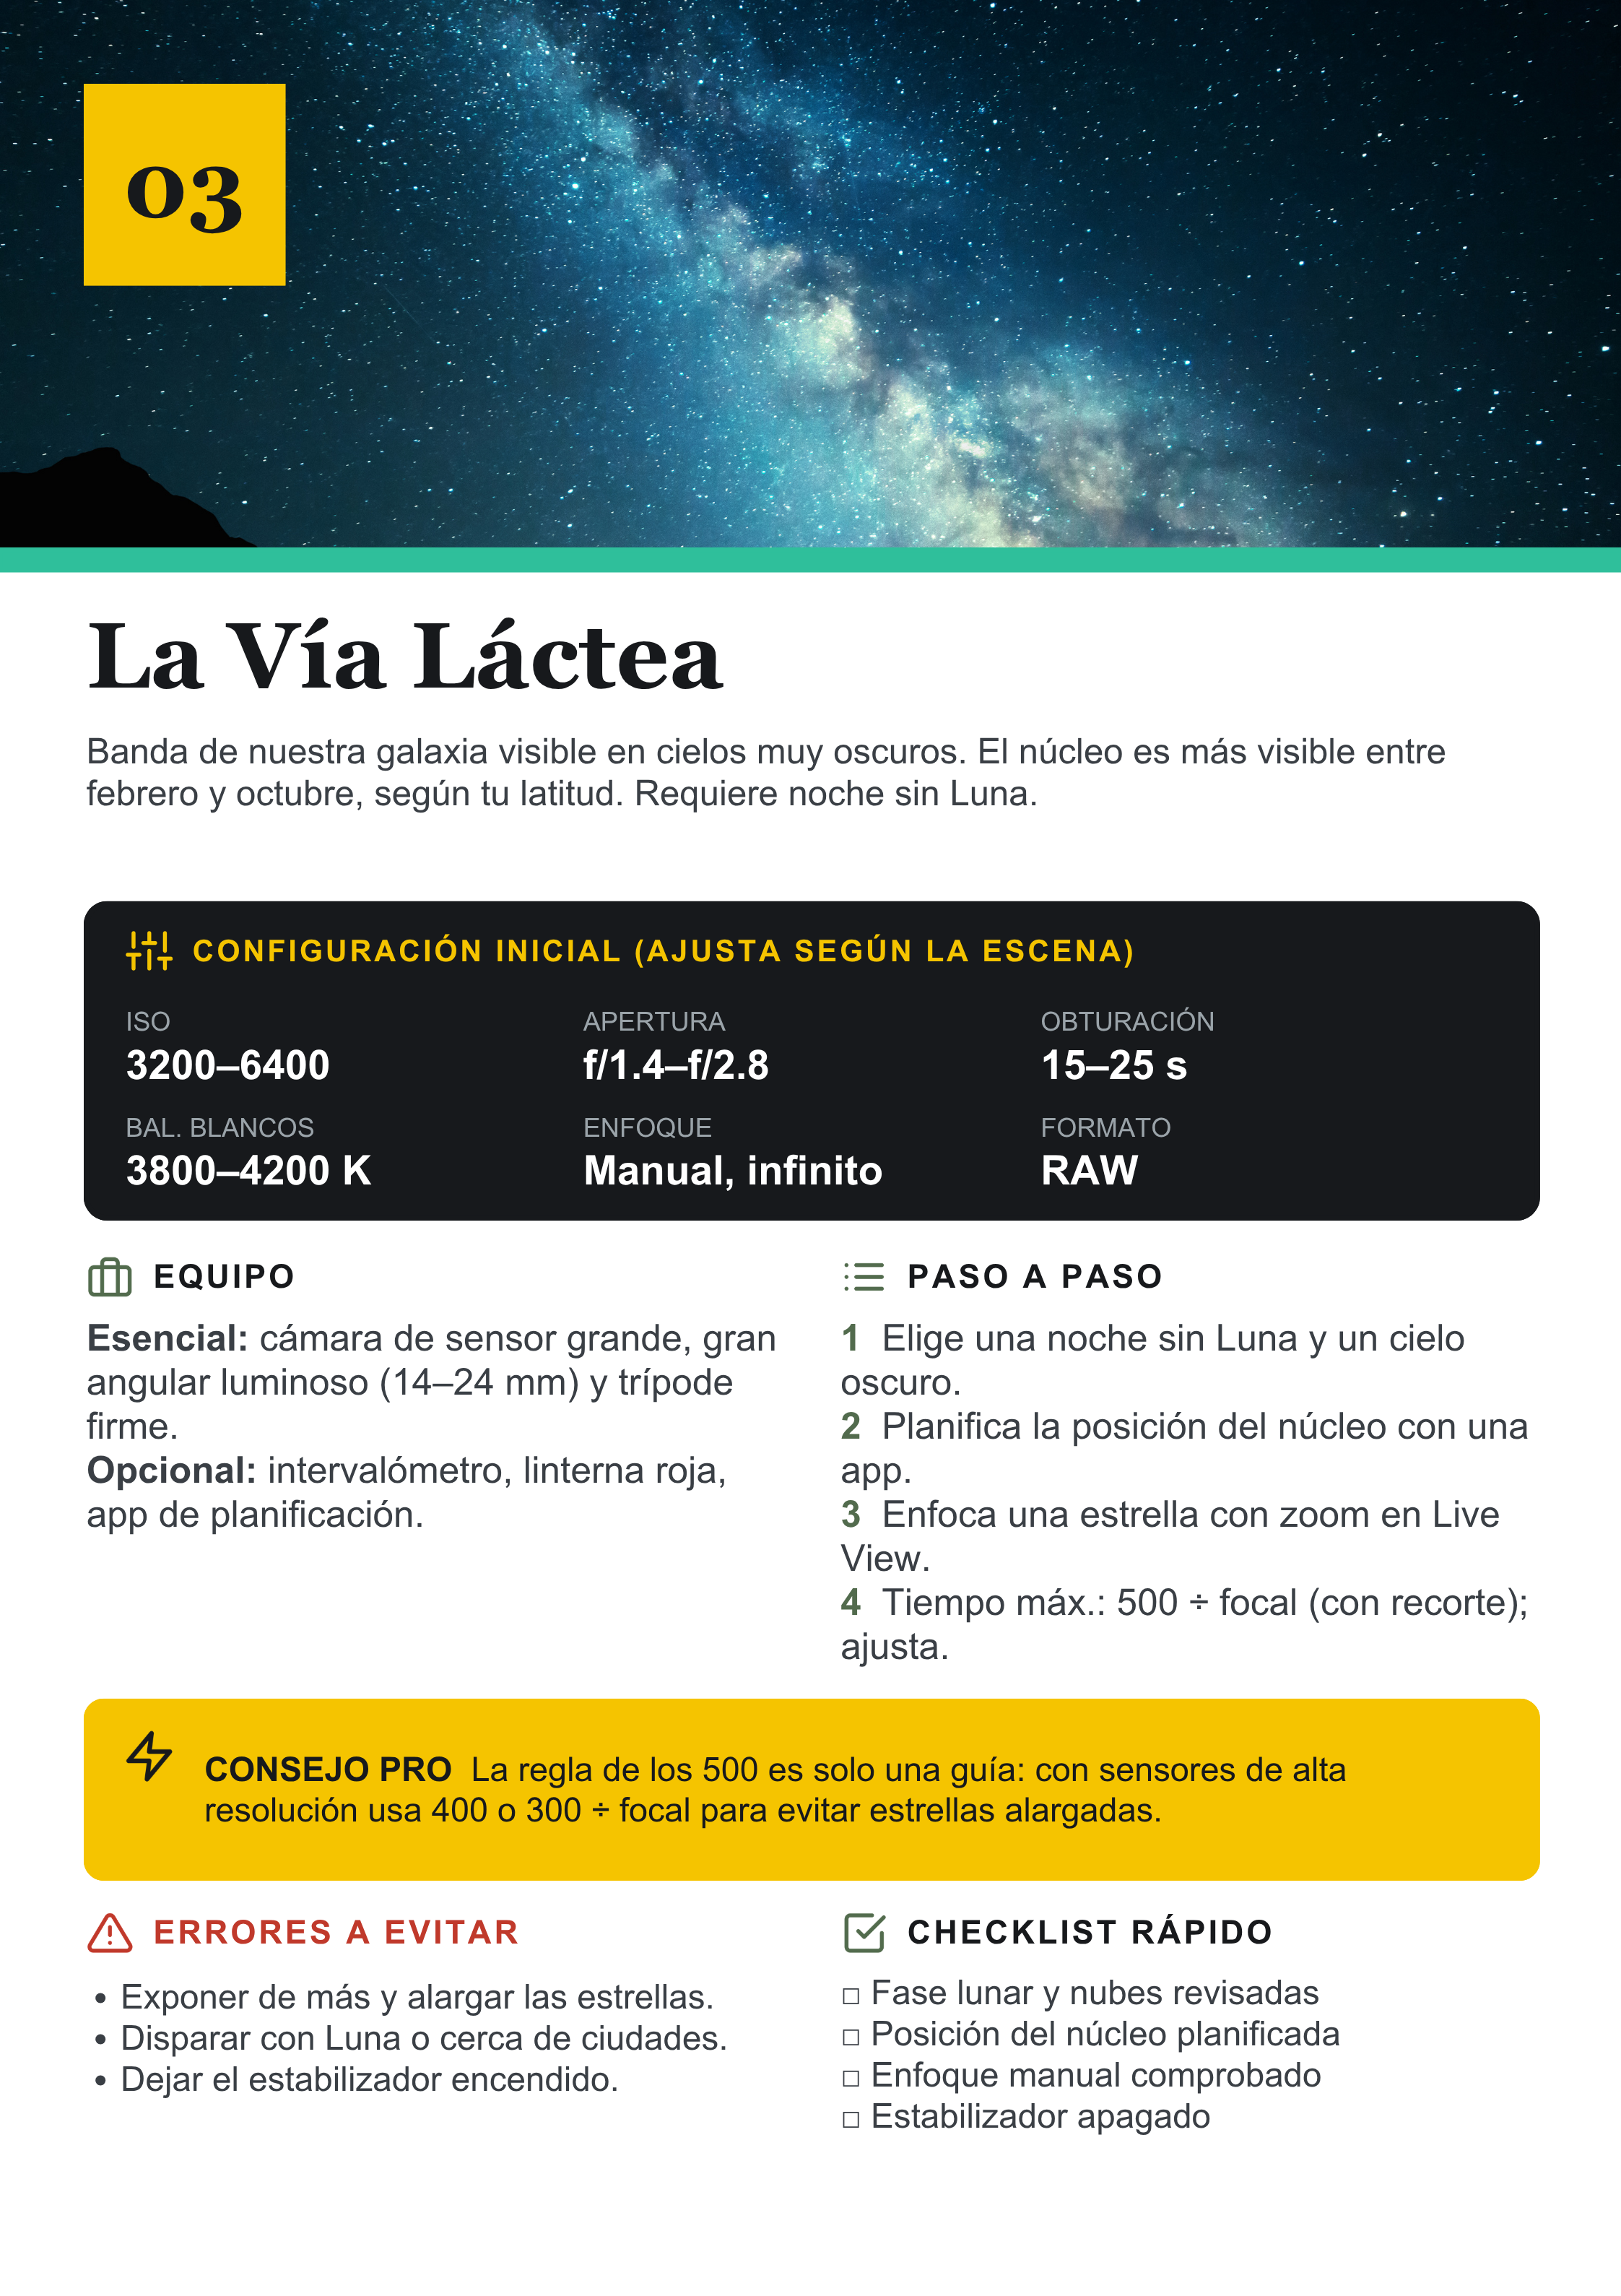 03
La Vía Láctea
Banda de nuestra galaxia visible en cielos muy oscuros. El núcleo es más visible entre
febrero y octubre, según tu latitud. Requiere noche sin Luna.
CONFIGURACIÓN INICIAL (AJUSTA SEGÚN LA ESCENA)
ISO
3200–6400
APERTURA
f/1.4–f/2.8
OBTURACIÓN
15–25 s
BAL. BLANCOS
3800–4200 K
ENFOQUE
Manual, infinito
FORMATO
RAW
EQUIPO
Esencial: cámara de sensor grande, gran
angular luminoso (14–24 mm) y trípode
firme.
Opcional: intervalómetro, linterna roja,
app de planificación.
PASO A PASO
1 Elige una noche sin Luna y un cielo
oscuro.
2 Planifica la posición del núcleo con una
app.
3 Enfoca una estrella con zoom en Live
View.
4 Tiempo máx.: 500 ÷ focal (con recorte);
ajusta.
CONSEJO PRO La regla de los 500 es solo una guía: con sensores de alta
resolución usa 400 o 300 ÷ focal para evitar estrellas alargadas.
ERRORES A EVITAR
• Exponer de más y alargar las estrellas.
• Disparar con Luna o cerca de ciudades.
• Dejar el estabilizador encendido.
CHECKLIST RÁPIDO
□ Fase lunar y nubes revisadas
□ Posición del núcleo planificada
□ Enfoque manual comprobado
□ Estabilizador apagado